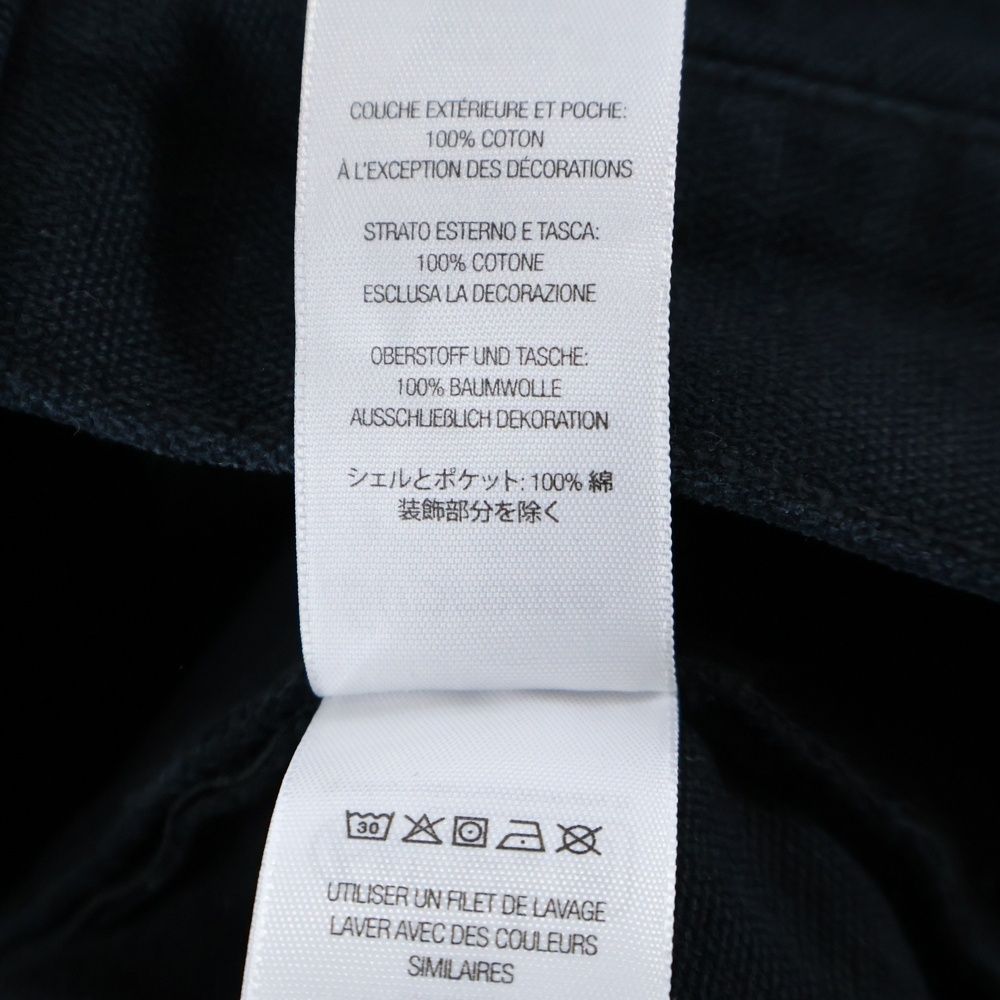 COUCHE EXTÉRIEURE ET POCHE:
100% COTON
À L'EXCEPTION DES DÉCORATIONS
STRATO ESTERNO E TASCA:
100% COTONE
ESCLUSA LA DECORAZIONE
OBERSTOFF UND TASCHE:
100% BAUMWOLLE
AUSSCHLIEßLICH DEKORATION
シェルとポケット: 100% 綿
装飾部分を除く
30
UTILISER UN FILET DE LAVAGE
LAVER AVEC DES COULEURS
SIMILAIRES